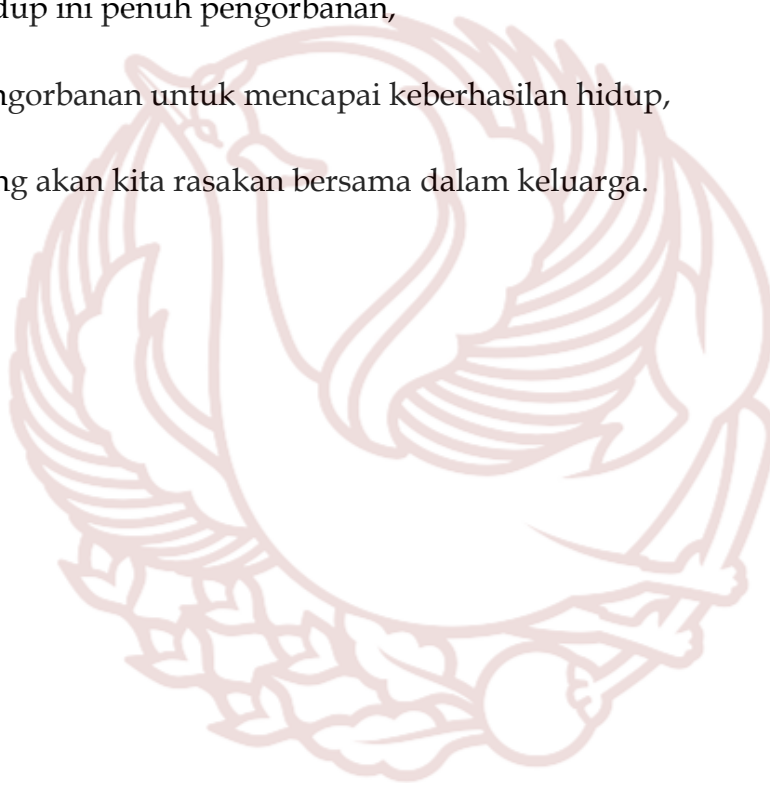 dup ini penuh pengorbanan,
ngorbanan untuk mencapai keberhasilan hidup,
ng akan kita rasakan bersama dalam keluarga.